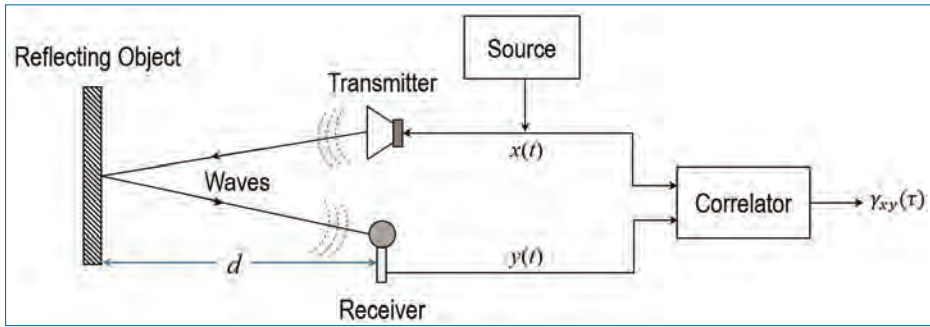 Source
Reflecting Object
Transmitter
x(t)
Waves
Correlator
γxy(τ)
d
y(t)
Receiver